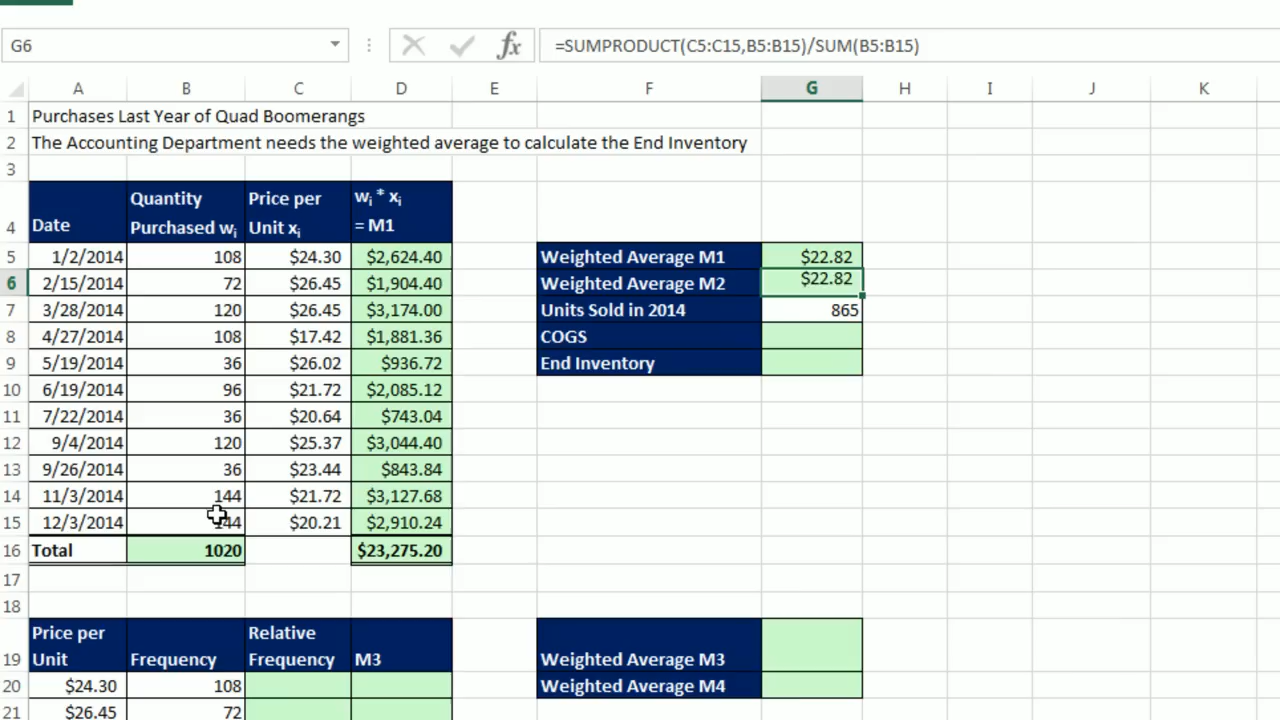 G6 fx =SUMPRODUCT(C5:C15,B5:B15)/SUM(B5:B15)
A B C D E F G H I J K
1 Purchases Last Year of Quad Boomerangs
2 The Accounting Department needs the weighted average to calculate the End Inventory
3
Quantity Price per wi * xi
4 Date Purchased wi Unit xi = M1
5 1/2/2014 108 $24.30 $2,624.40 Weighted Average M1 $22.82
6 2/15/2014 72 $26.45 $1,904.40 Weighted Average M2 $22.82
7 3/28/2014 120 $26.45 $3,174.00 Units Sold in 2014 865
8 4/27/2014 108 $17.42 $1,881.36 COGS
9 5/19/2014 36 $26.02 $936.72 End Inventory
10 6/19/2014 96 $21.72 $2,085.12
11 7/22/2014 36 $20.64 $743.04
12 9/4/2014 120 $25.37 $3,044.40
13 9/26/2014 36 $23.44 $843.84
14 11/3/2014 144 $21.72 $3,127.68
15 12/3/2014 144 $20.21 $2,910.24
16 Total 1020 $23,275.20
17
18
Price per Relative
19 Unit Frequency Frequency M3 Weighted Average M3
20 $24.30 108 Weighted Average M4
21 $26.45 72